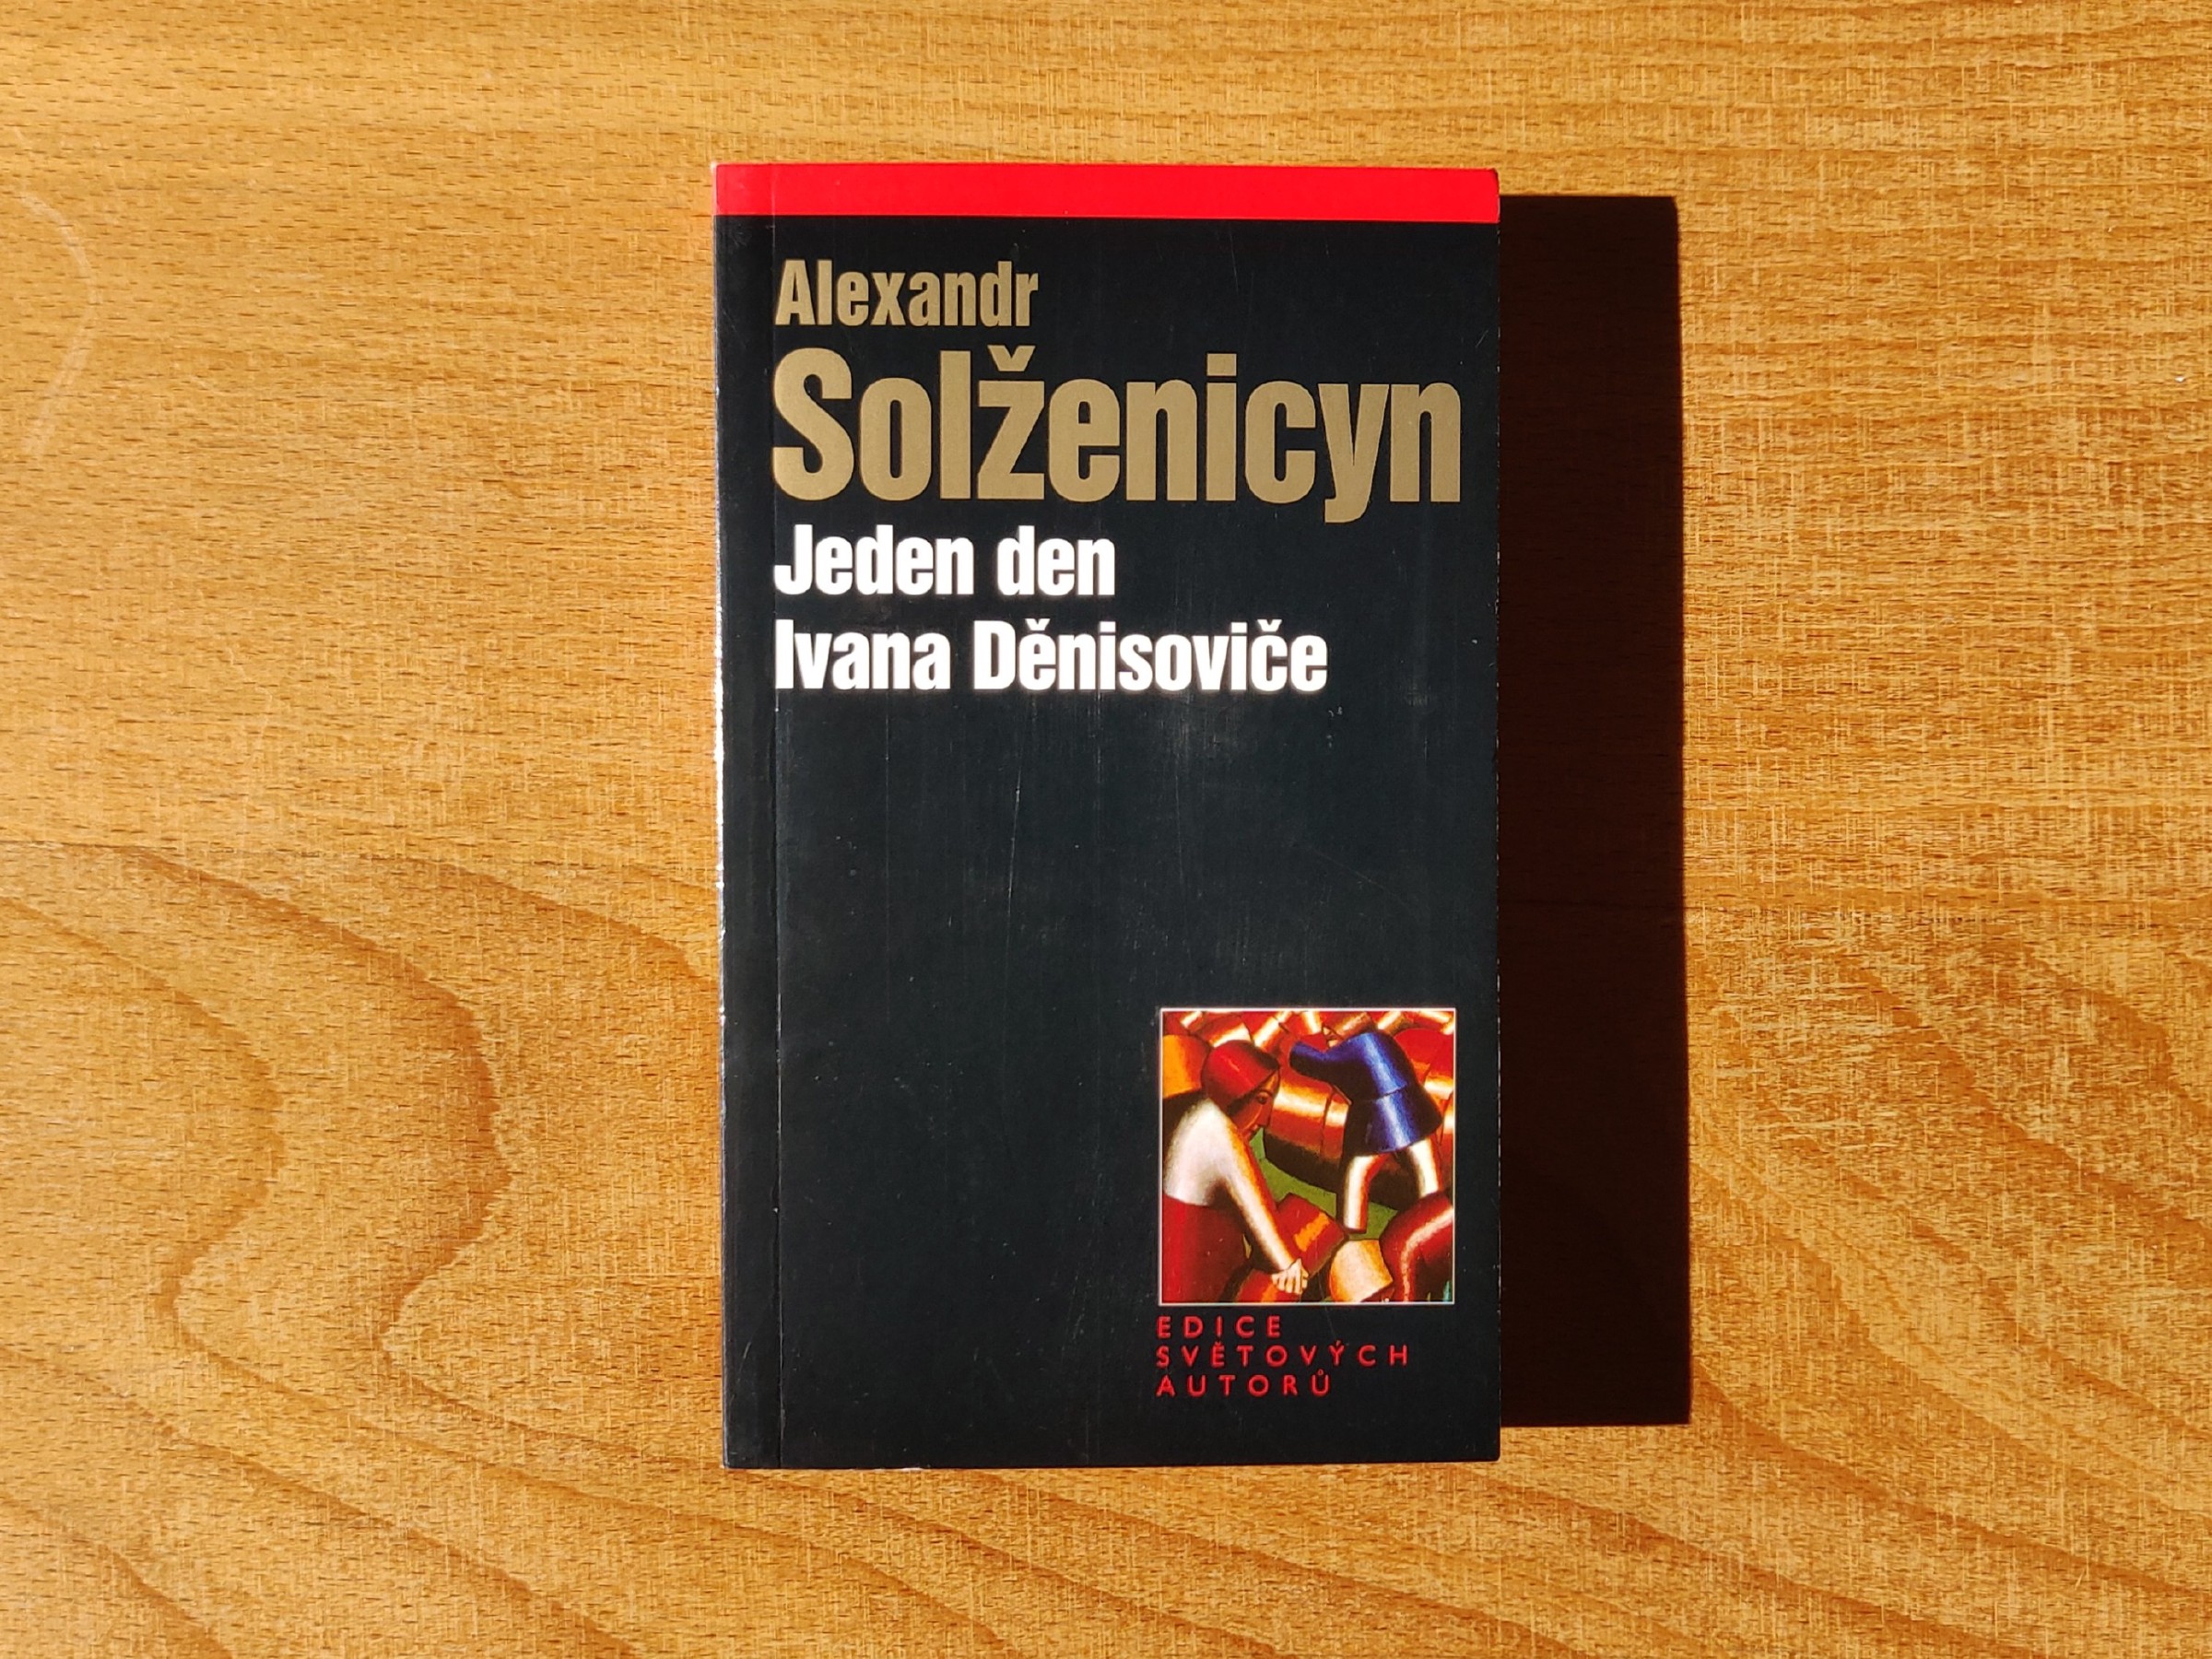 Alexandr
Solženicyn
Jeden den
Ivana Děnisoviče
EDICE
SVĚTOVÝCH
AUTORŮ